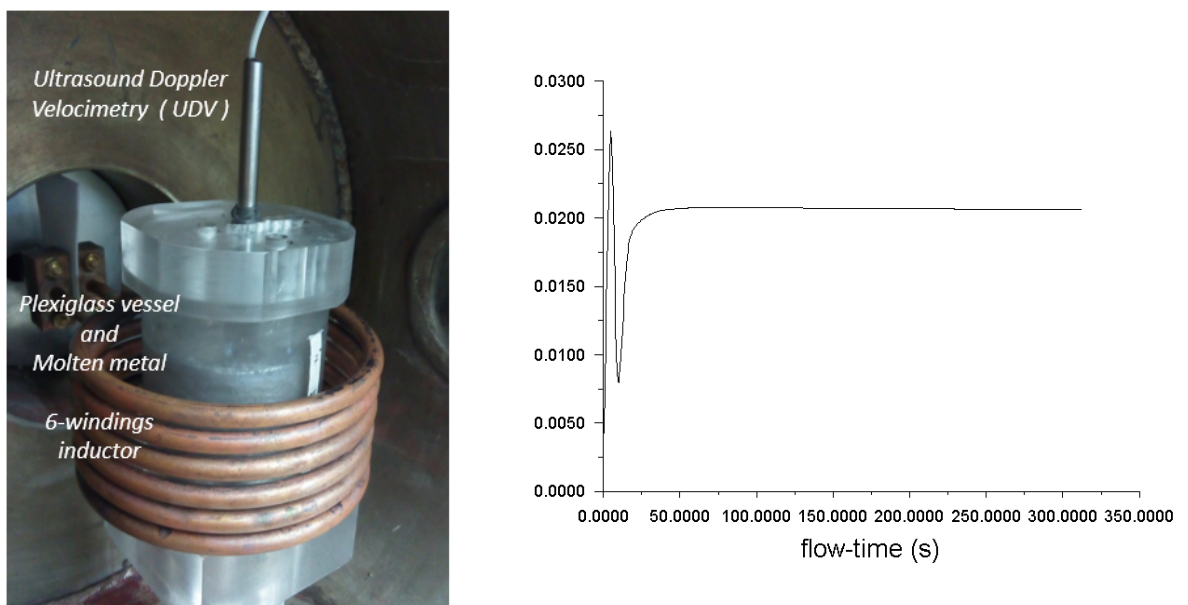 Ultrasound Doppler
Velocimetry ( UDV )
Plexiglass vessel
and
Molten metal
6-windings
inductor
0.0300
0.0250
0.0200
0.0150
0.0100
0.0050
0.0000
0.0000 50.0000 100.0000 150.0000 200.0000 250.0000 300.0000 350.0000
flow-time (s)